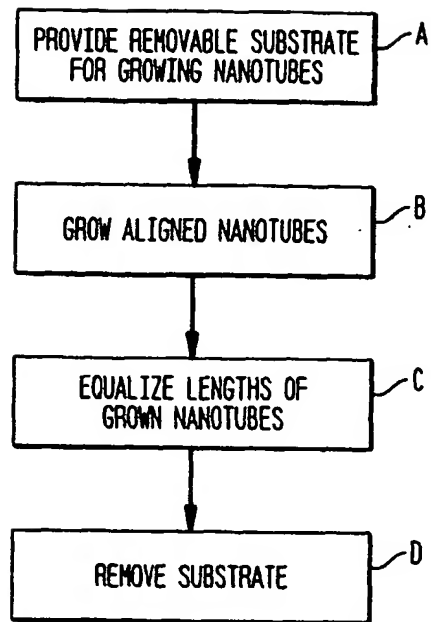 PROVIDE REMOVABLE SUBSTRATE
FOR GROWING NANOTUBES
A
GROW ALIGNED NANOTUBES
B
EQUALIZE LENGTHS OF
GROWN NANOTUBES
C
REMOVE SUBSTRATE
D